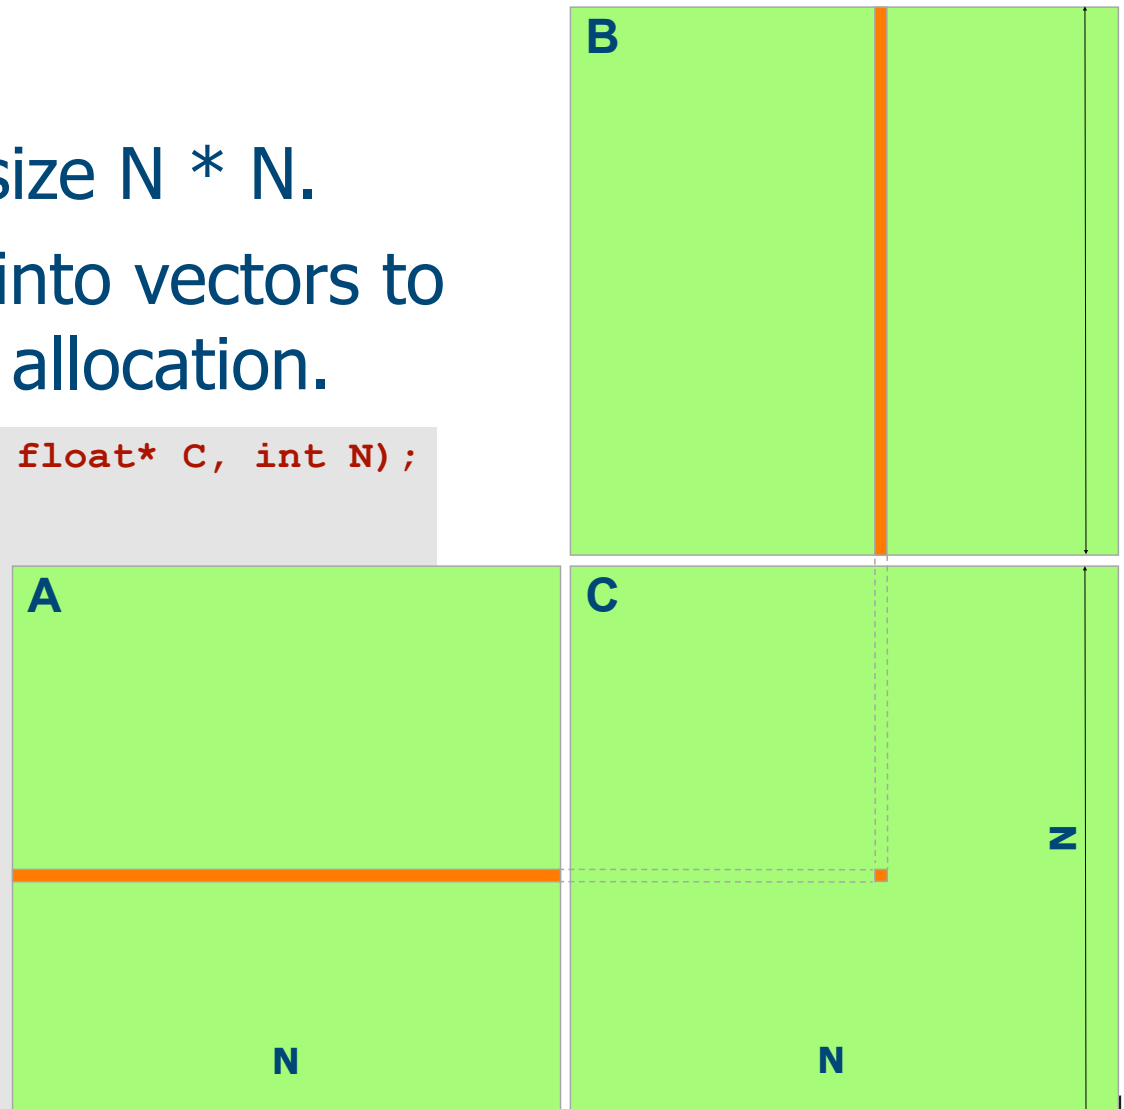 size N * N.
into vectors to
allocation.
float* C, int N);
B
A
C
N
N
N